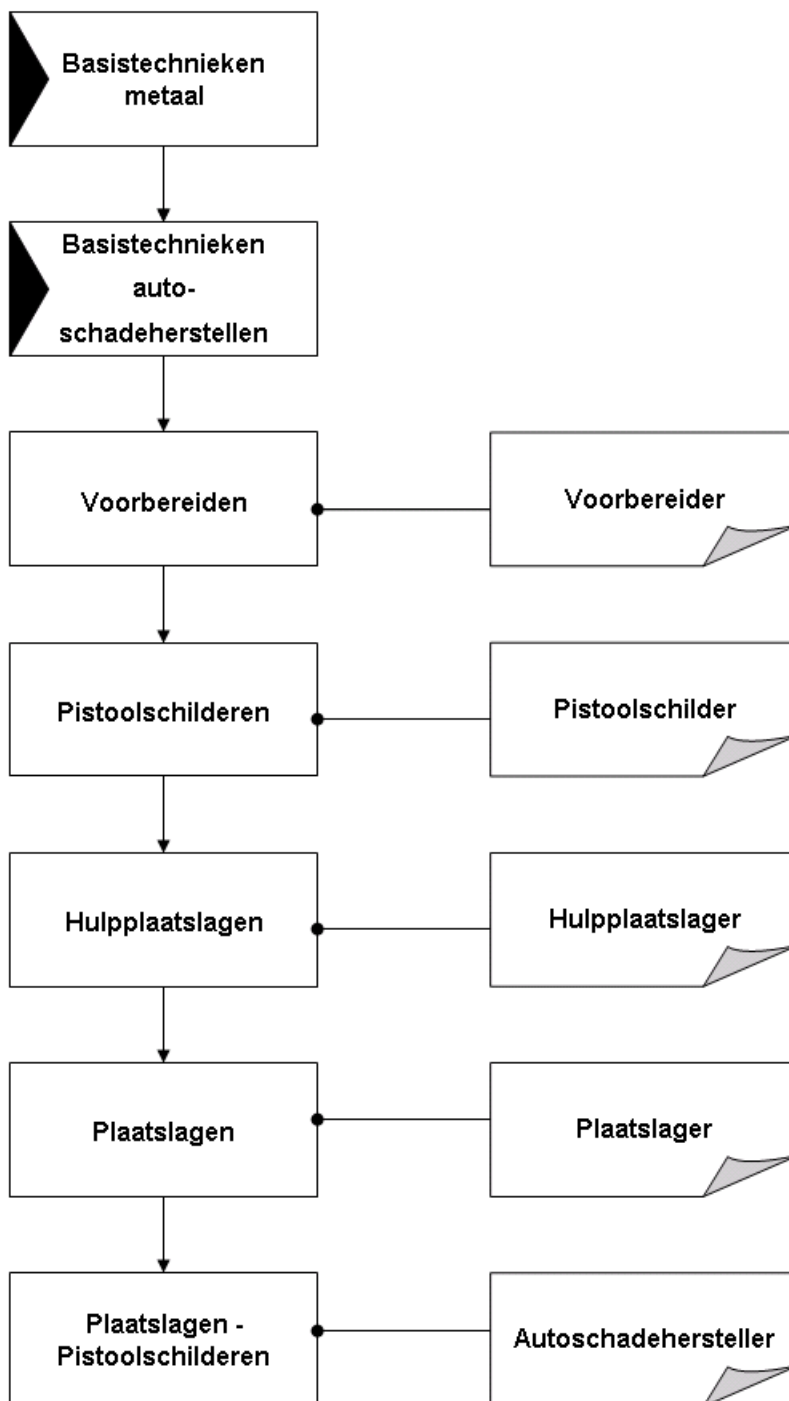 Basistechnieken
metaal
Basistechnieken
auto-
schadeherstellen
Voorbereiden
Voorbereider
Pistoolschilderen
Pistoolschilder
Hulpplaatslagen
Hulpplaatslager
Plaatslagen
Plaatslager
Plaatslagen -
Pistoolschilderen
Autoschadehersteller